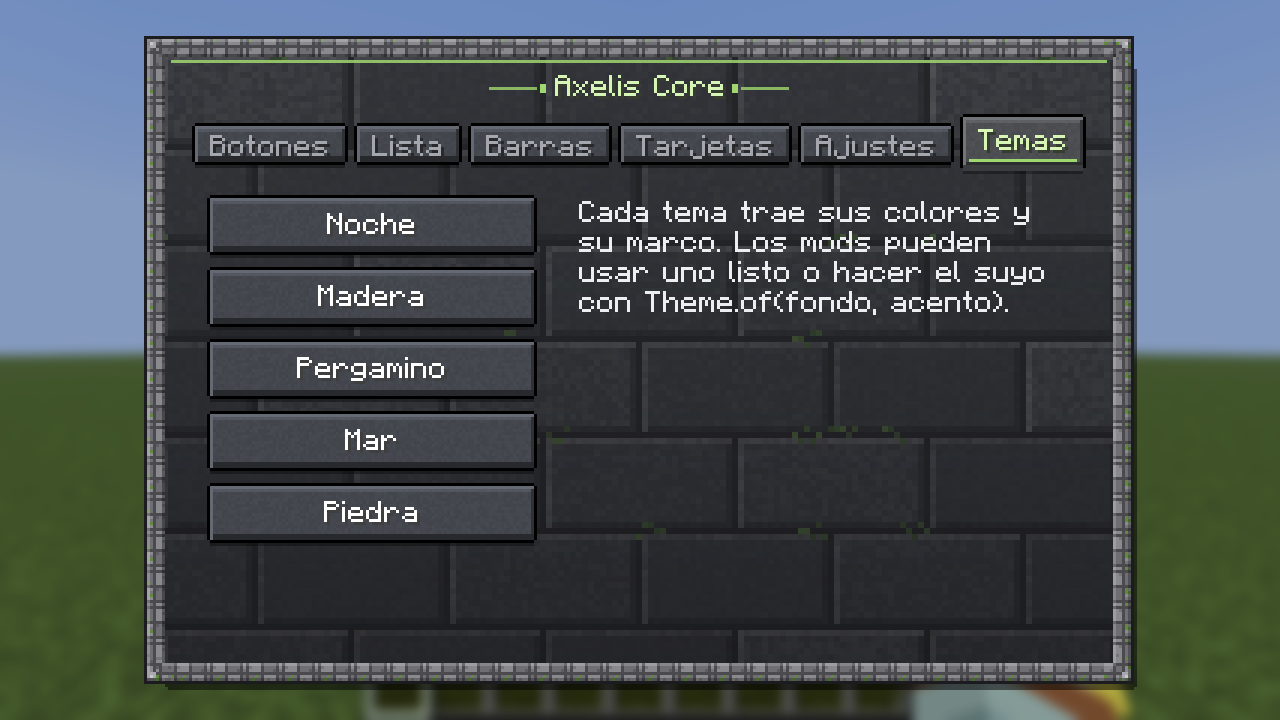 Axelis Core
Botones Lista Barras Tarjetas Ajustes Temas
Noche
Madera
Pergamino
Mar
Piedra
Cada tema trae sus colores y
su marco. Los mods pueden
usar uno listo o hacer el suyo
con Theme.of(fondo, acento).